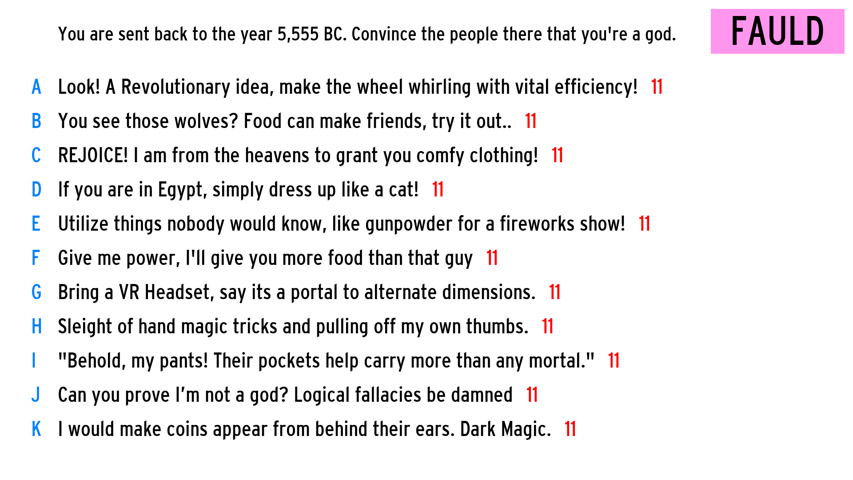 You are sent back to the year 5,555 BC. Convince the people there that you're a god.
FAULD
A Look! A Revolutionary idea, make the wheel whirling with vital efficiency! 11
B You see those wolves? Food can make friends, try it out.. 11
C REJOICE! I am from the heavens to grant you comfy clothing! 11
D If you are in Egypt, simply dress up like a cat! 11
E Utilize things nobody would know, like gunpowder for a fireworks show! 11
F Give me power, I'll give you more food than that guy 11
G Bring a VR Headset, say its a portal to alternate dimensions. 11
H Sleight of hand magic tricks and pulling off my own thumbs. 11
I "Behold, my pants! Their pockets help carry more than any mortal." 11
J Can you prove I’m not a god? Logical fallacies be damned 11
K I would make coins appear from behind their ears. Dark Magic. 11